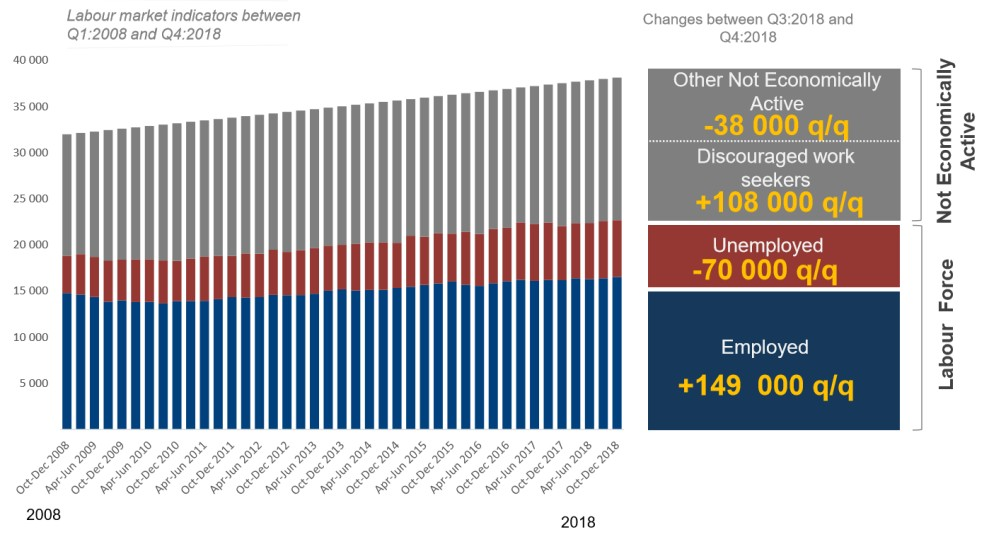 Labour market indicators between
Q1:2008 and Q4:2018
Changes between Q3:2018 and
Q4:2018
40 000
35 000
30 000
25 000
20 000
15 000
10 000
5 000
Oct-Dec 2008
Apr-Jun 2009
Oct-Dec 2009
Apr-Jun 2010
Oct-Dec 2010
Apr-Jun 2011
Oct-Dec 2011
Apr-Jun 2012
Oct-Dec 2012
Apr-Jun 2013
Oct-Dec 2013
Apr-Jun 2014
Oct-Dec 2014
Apr-Jun 2015
Oct-Dec 2015
Apr-Jun 2016
Oct-Dec 2016
Apr-Jun 2017
Oct-Dec 2017
Apr-Jun 2018
Oct-Dec 2018
2008
2018
Other Not Economically
Active
-38 000 q/q
Discouraged work
seekers
+108 000 q/q
Unemployed
-70 000 q/q
Employed
+149 000 q/q
Not Economically
Active
Labour Force